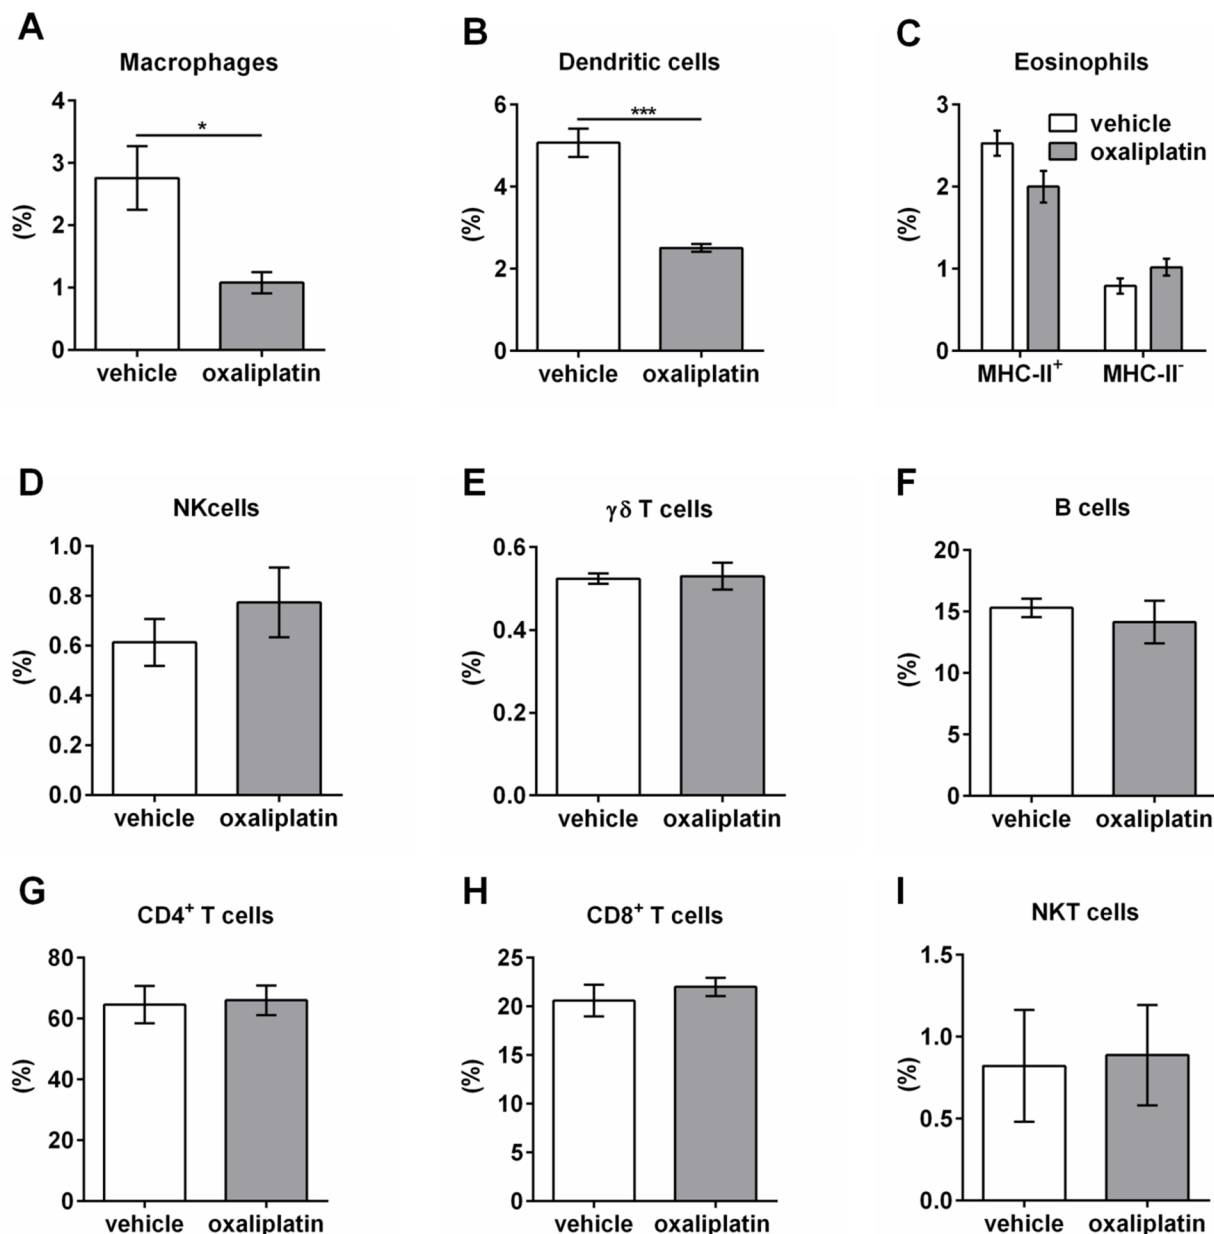 A
Macrophages
4
3
2
1
0
(%)
*
vehicle
oxaliplatin
B
Dendritic cells
6
4
2
0
(%)
***
vehicle
oxaliplatin
C
Eosinophils
3
2
1
0
(%)
vehicle
oxaliplatin
MHC-II⁺
MHC-II⁻
D
NKcells
1.0
0.8
0.6
0.4
0.2
0.0
(%)
vehicle
oxaliplatin
E
γδ T cells
0.6
0.4
0.2
0.0
(%)
vehicle
oxaliplatin
F
B cells
20
15
10
5
0
(%)
vehicle
oxaliplatin
G
CD4⁺ T cells
80
60
40
20
0
(%)
vehicle
oxaliplatin
H
CD8⁺ T cells
25
20
15
10
5
0
(%)
vehicle
oxaliplatin
I
NKT cells
1.5
1.0
0.5
0.0
(%)
vehicle
oxaliplatin